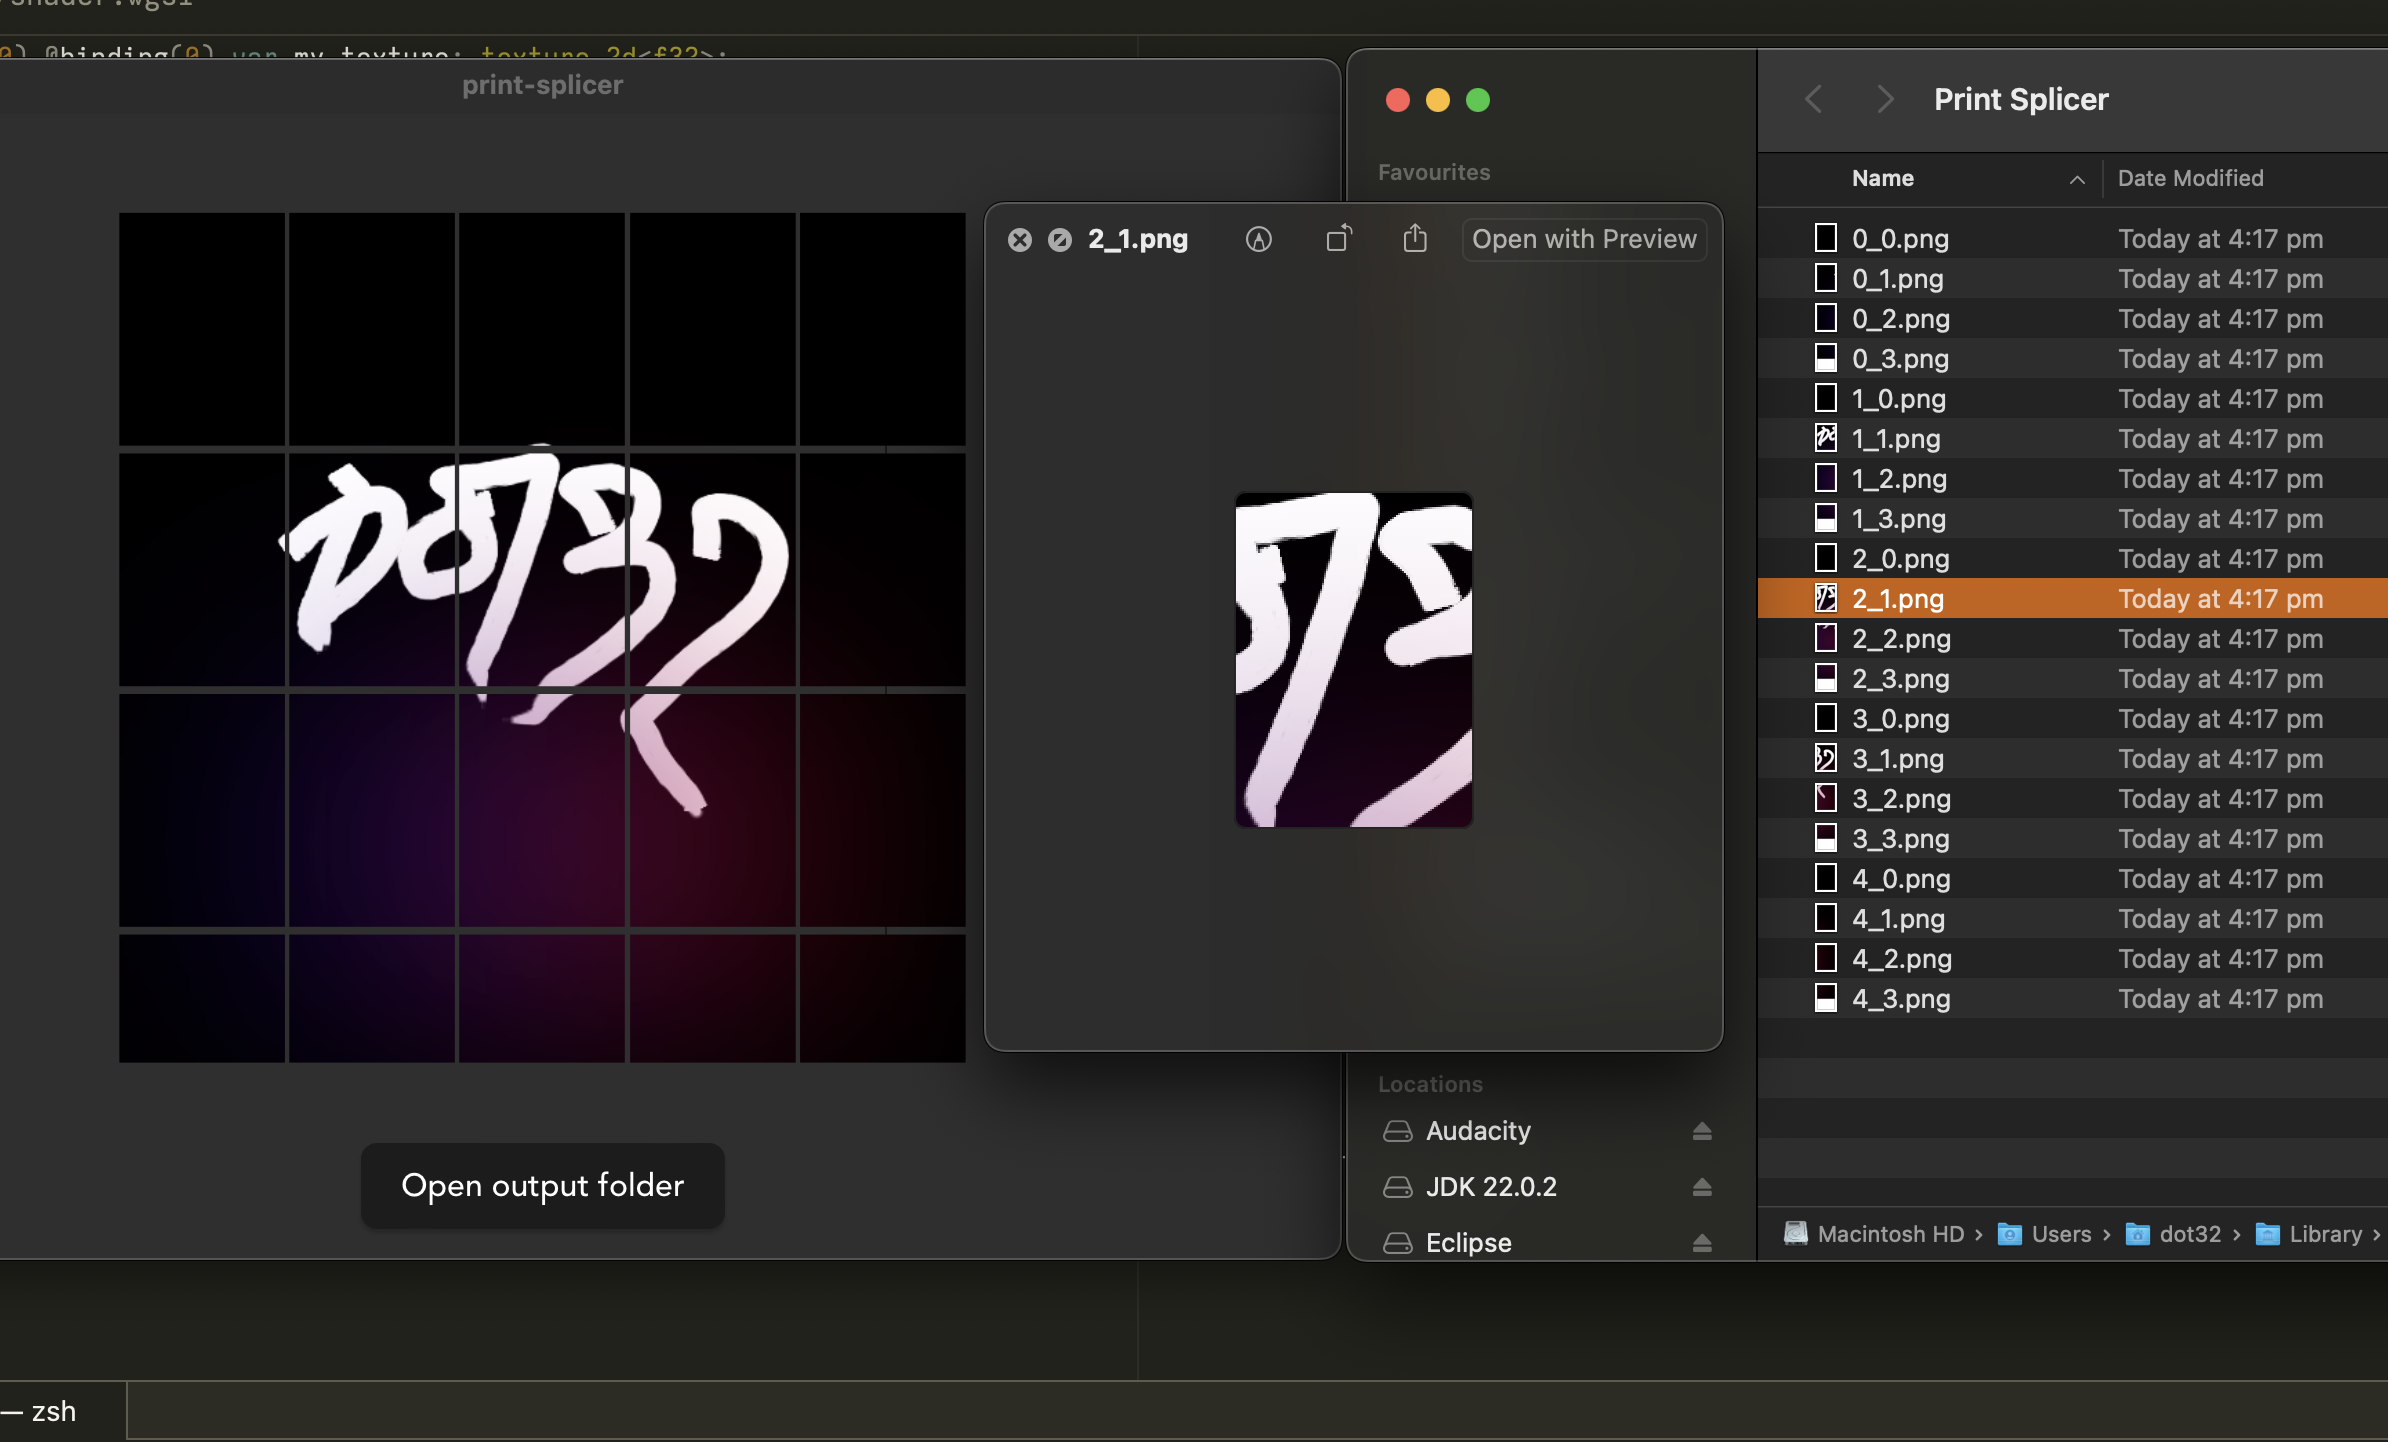 @binding(0) var my_texture: texture_2d<f32>;
print-splicer
DOT32
Open output folder
— zsh
2_1.png
Open with Preview
Favourites
Locations
Audacity
JDK 22.0.2
Eclipse
Print Splicer
Name Date Modified
0_0.png Today at 4:17 pm
0_1.png Today at 4:17 pm
0_2.png Today at 4:17 pm
0_3.png Today at 4:17 pm
1_0.png Today at 4:17 pm
1_1.png Today at 4:17 pm
1_2.png Today at 4:17 pm
1_3.png Today at 4:17 pm
2_0.png Today at 4:17 pm
2_1.png Today at 4:17 pm
2_2.png Today at 4:17 pm
2_3.png Today at 4:17 pm
3_0.png Today at 4:17 pm
3_1.png Today at 4:17 pm
3_2.png Today at 4:17 pm
3_3.png Today at 4:17 pm
4_0.png Today at 4:17 pm
4_1.png Today at 4:17 pm
4_2.png Today at 4:17 pm
4_3.png Today at 4:17 pm
Macintosh HD › Users › dot32 › Library ›